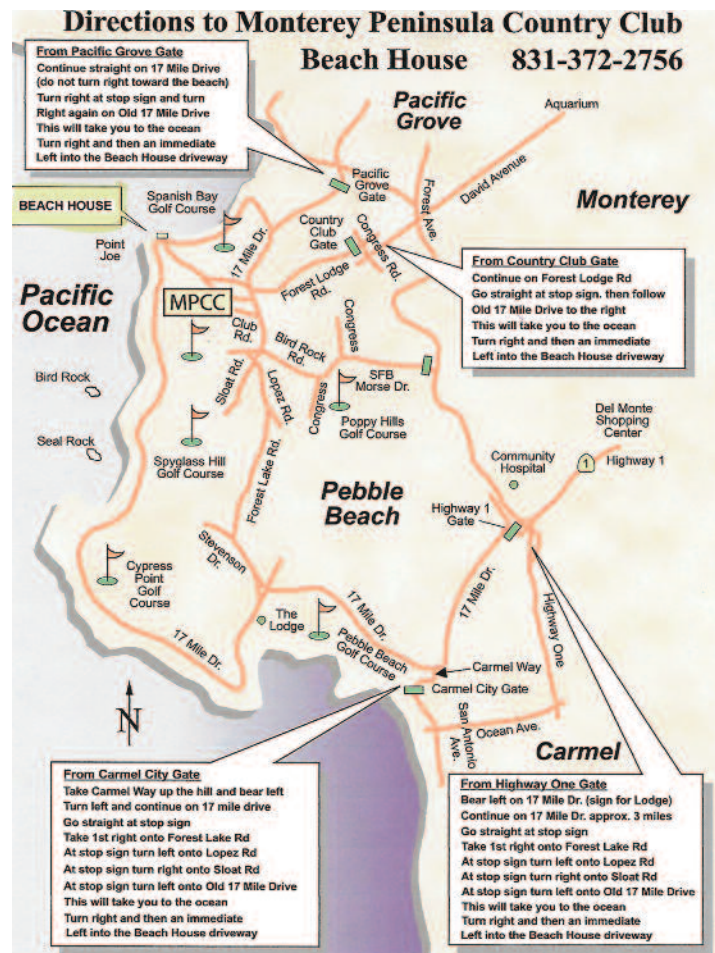 Directions to Monterey Peninsula Country Club
Beach House 831-372-2756
From Pacific Grove Gate
Continue straight on 17 Mile Drive
(do not turn right toward the beach)
Turn right at stop sign and turn
Right again on Old 17 Mile Drive
This will take you to the ocean
Turn right and then an immediate
Left into the Beach House driveway
Pacific
Grove
Aquarium
David Avenue
Forest Ave.
Monterey
Pacific
Grove
Gate
Spanish Bay
Golf Course
BEACH HOUSE
Point
Joe
Country
Club
Gate
Congress Rd.
17 Mile Dr.
Forest Lodge
Rd.
From Country Club Gate
Continue on Forest Lodge Rd
Go straight at stop sign. then follow
Old 17 Mile Drive to the right
This will take you to the ocean
Turn right and then an immediate
Left into the Beach House driveway
Pacific
Ocean
MPCC
Club
Rd.
Bird Rock
Rd.
Congress
Sloat Rd.
Lopez Rd.
Congress
SFB
Morse Dr.
Poppy Hills
Golf Course
Bird Rock
Seal Rock
Spyglass Hill
Golf Course
Forest Lake Rd.
Del Monte
Shopping
Center
Community
Hospital
1
Highway 1
Pebble
Beach
Highway 1
Gate
Stevenson
Dr.
Cypress
Point
Golf
Course
The
Lodge
17 Mile Dr.
17 Mile Dr.
17 Mile Dr.
Highway One
Pebble Beach
Golf Course
Carmel Way
Carmel City Gate
N
San Antonio
Ave.
Ocean Ave.
Carmel
From Carmel City Gate
Take Carmel Way up the hill and bear left
Turn left and continue on 17 mile drive
Go straight at stop sign
Take 1st right onto Forest Lake Rd
At stop sign turn left onto Lopez Rd
At stop sign turn right onto Sloat Rd
At stop sign turn left onto Old 17 Mile Drive
This will take you to the ocean
Turn right and then an immediate
Left into the Beach House driveway
From Highway One Gate
Bear left on 17 Mile Dr. (sign for Lodge)
Continue on 17 Mile Dr. approx. 3 miles
Go straight at stop sign
Take 1st right onto Forest Lake Rd
At stop sign turn left onto Lopez Rd
At stop sign turn right onto Sloat Rd
At stop sign turn left onto Old 17 Mile Drive
This will take you to the ocean
Turn right and then an immediate
Left into the Beach House driveway